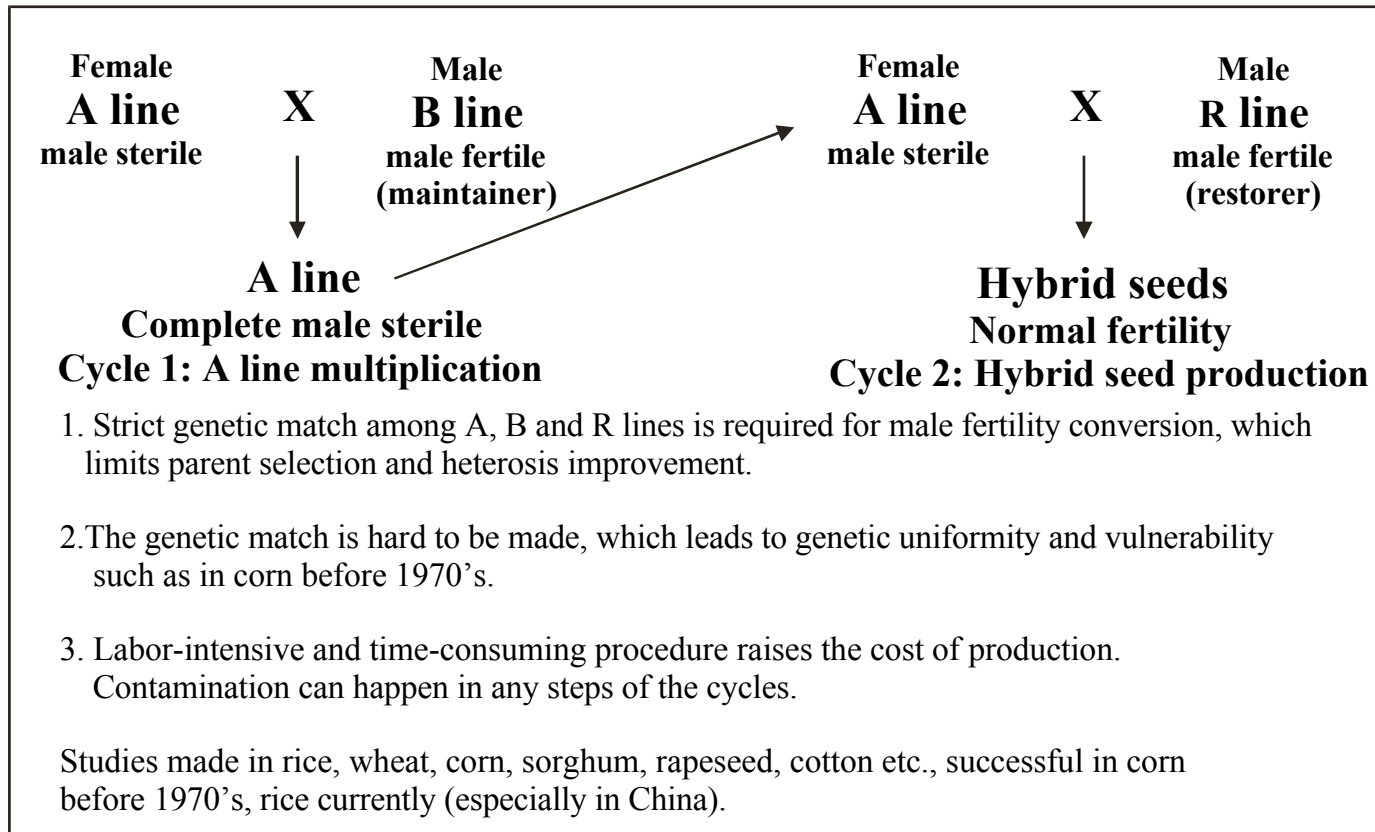 Female
A line
male sterile
X
Male
B line
male fertile
(maintainer)
A line
Complete male sterile
Cycle 1: A line multiplication
Female
A line
male sterile
X
Male
R line
male fertile
(restorer)
Hybrid seeds
Normal fertility
Cycle 2: Hybrid seed production
1. Strict genetic match among A, B and R lines is required for male fertility conversion, which
limits parent selection and heterosis improvement.
2.The genetic match is hard to be made, which leads to genetic uniformity and vulnerability
such as in corn before 1970’s.
3. Labor-intensive and time-consuming procedure raises the cost of production.
Contamination can happen in any steps of the cycles.
Studies made in rice, wheat, corn, sorghum, rapeseed, cotton etc., successful in corn
before 1970’s, rice currently (especially in China).